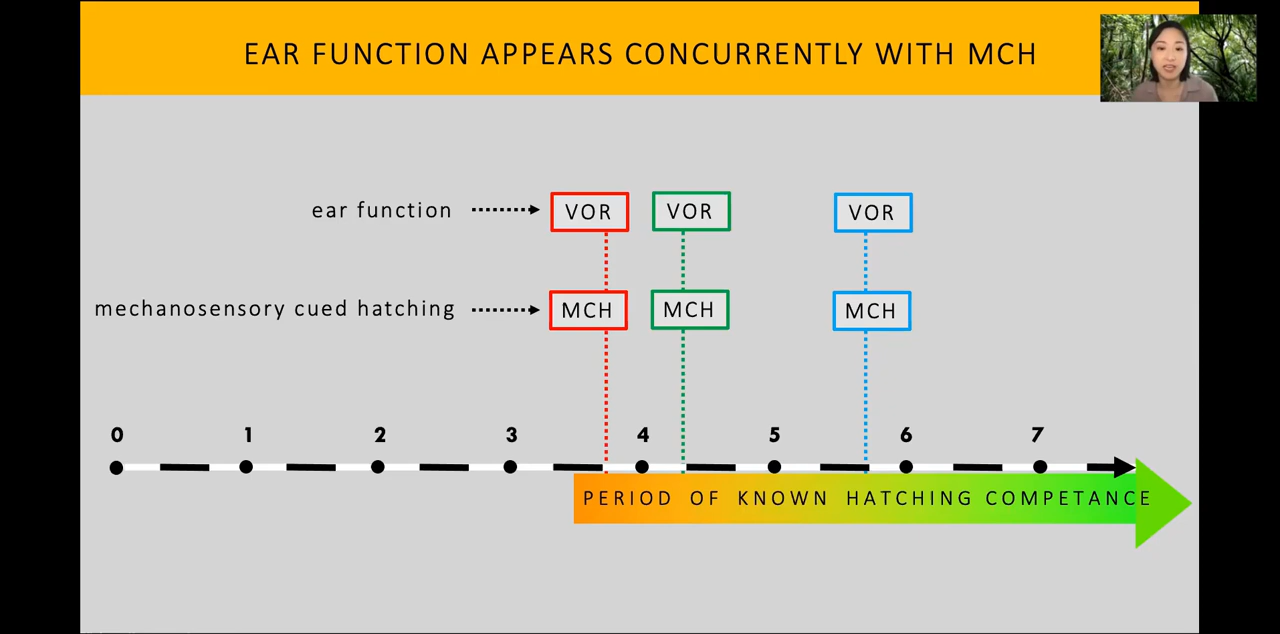 EAR FUNCTION APPEARS CONCURRENTLY WITH MCH
ear function
VOR
VOR
VOR
mechanosensory cued hatching
MCH
MCH
MCH
0
1
2
3
4
5
6
7
PERIOD OF KNOWN HATCHING COMPETANCE